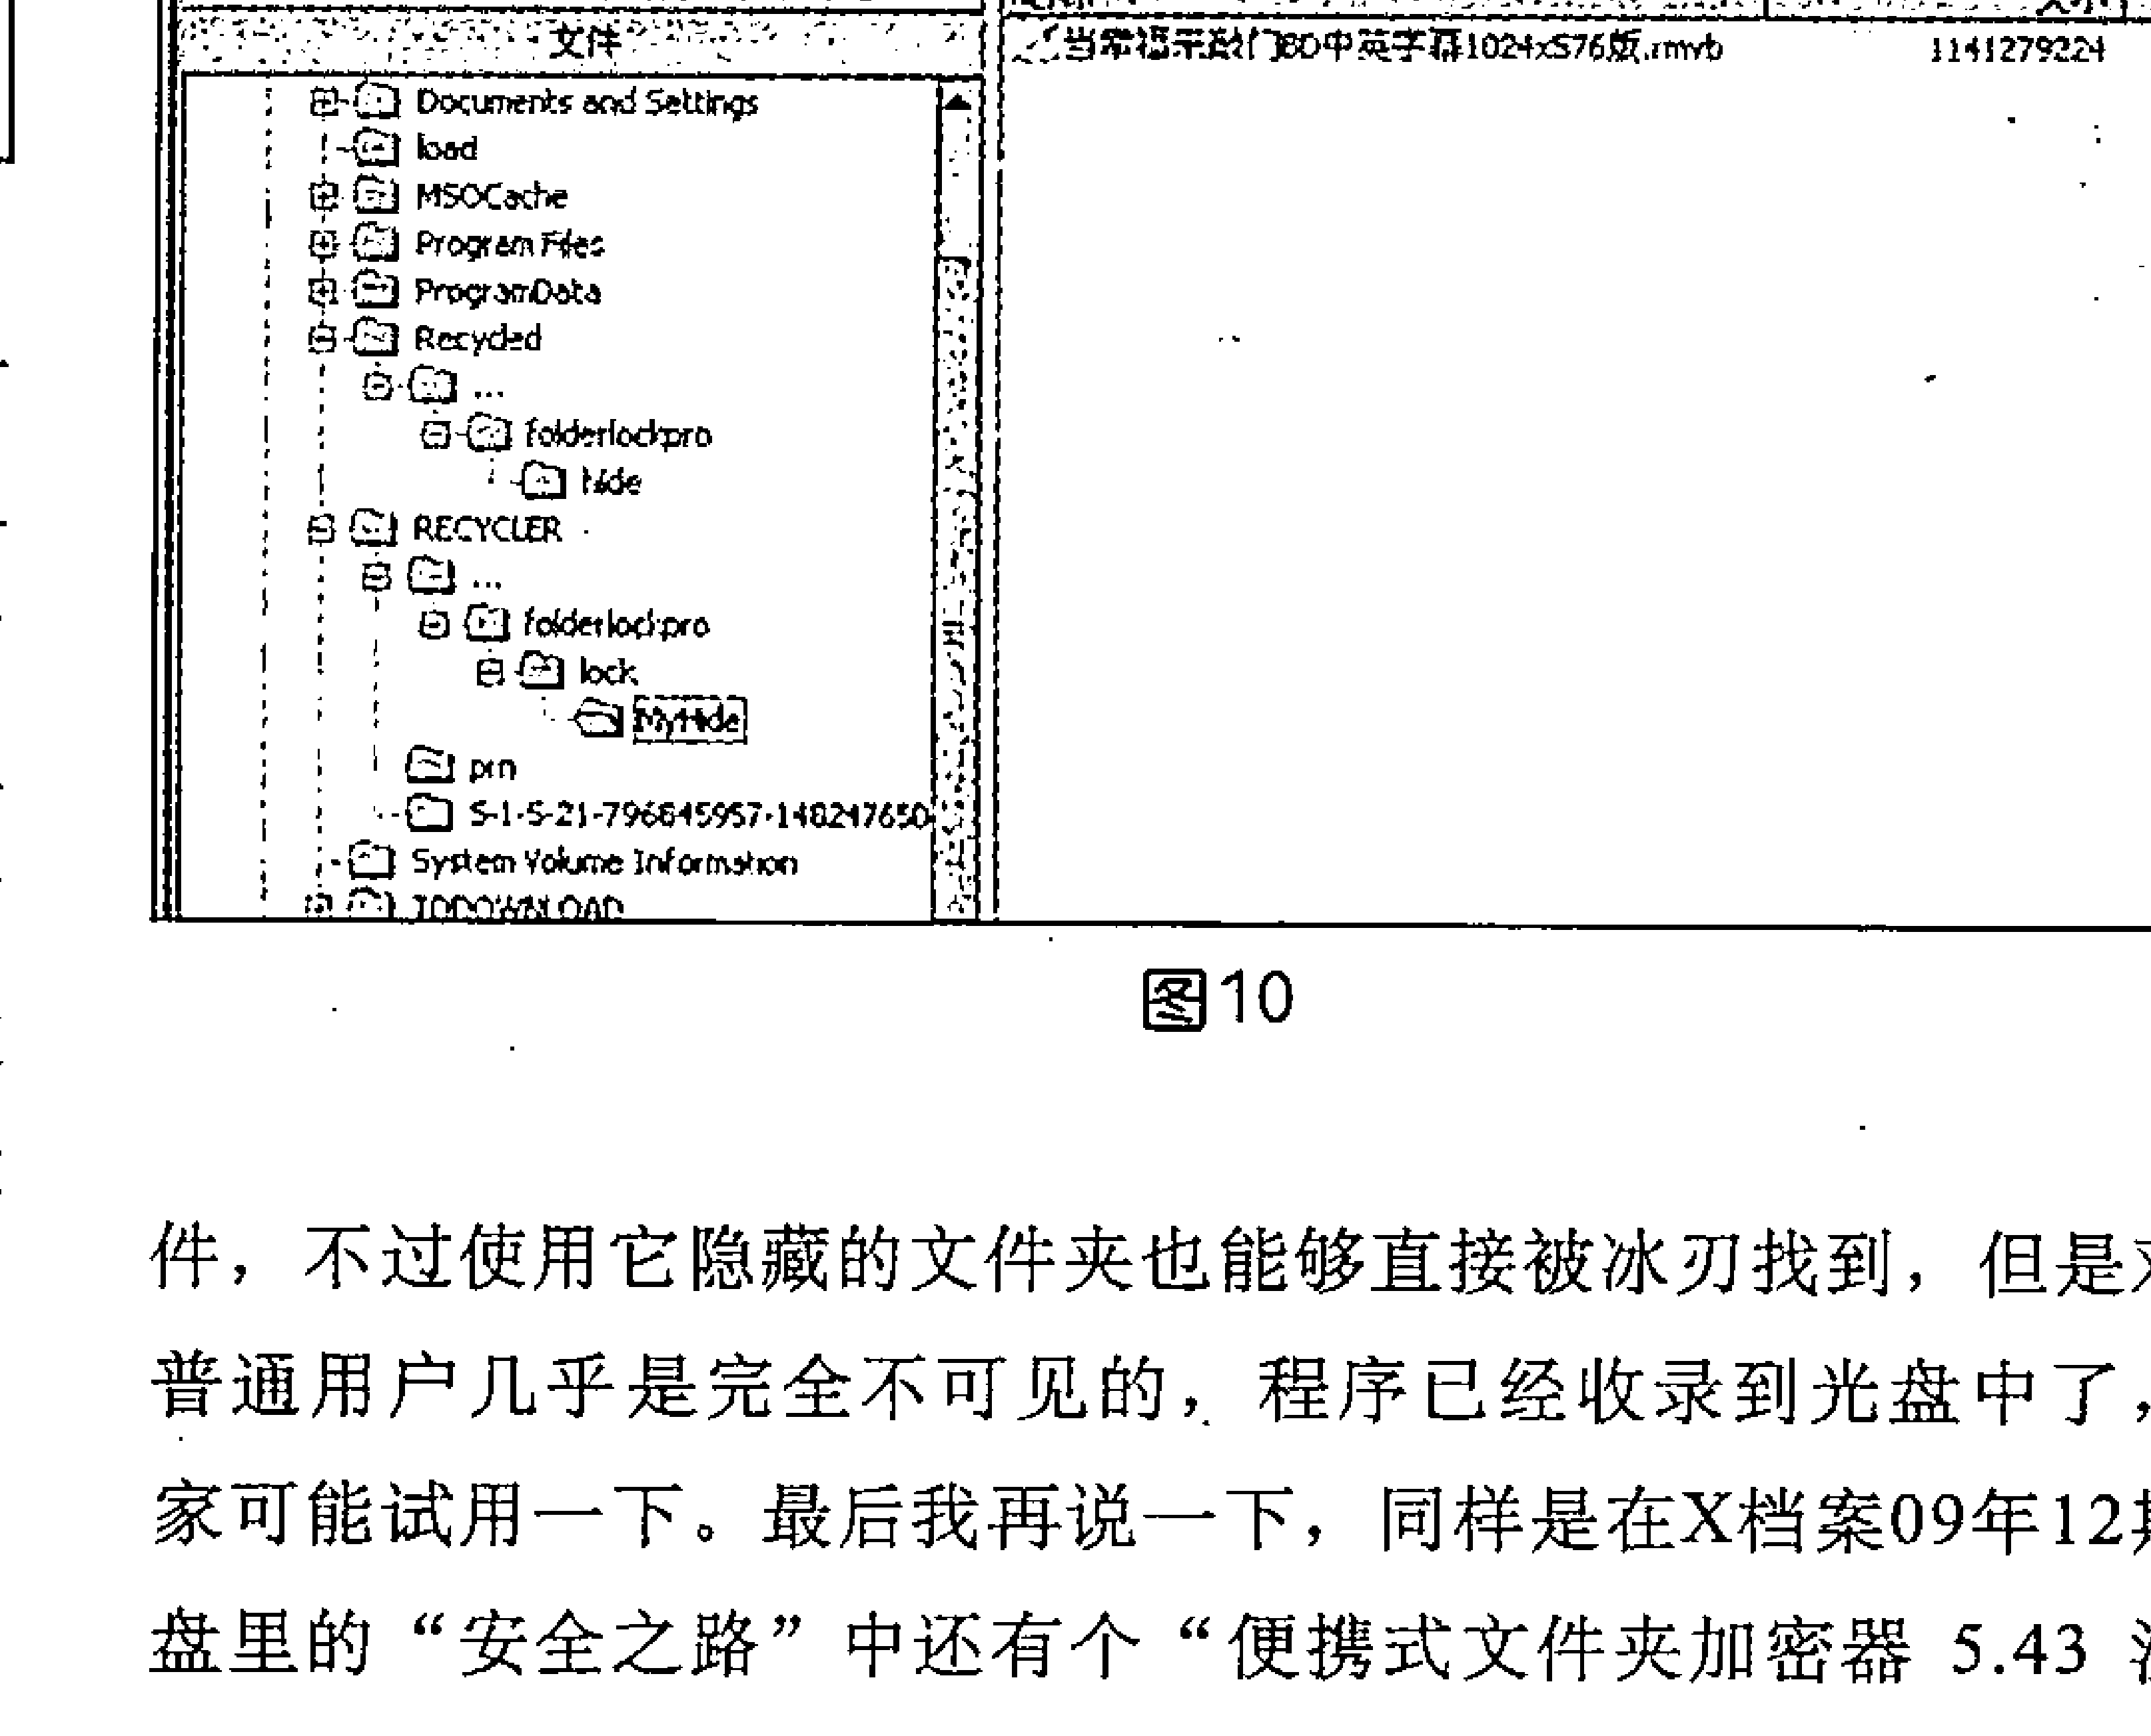 文件
当幸福来敲门BD中英字幕1024x576版.rmvb 1141279224
Documents and Settings
load
MSOCache
Program Files
ProgramData
Recycled
...
folderlockpro
hide
RECYCLER
...
folderlockpro
lock
MyHide
prn
S-1-5-21-796845957-148247650
System Volume Information
TDDOWNLOAD
图10
件，不过使用它隐藏的文件夹也能够直接被冰刃找到，但是
普通用户几乎是完全不可见的，程序已经收录到光盘中了，
家可能试用一下。最后我再说一下，同样是在X档案09年12
盘里的“安全之路”中还有个“便携式文件夹加密器 5.43